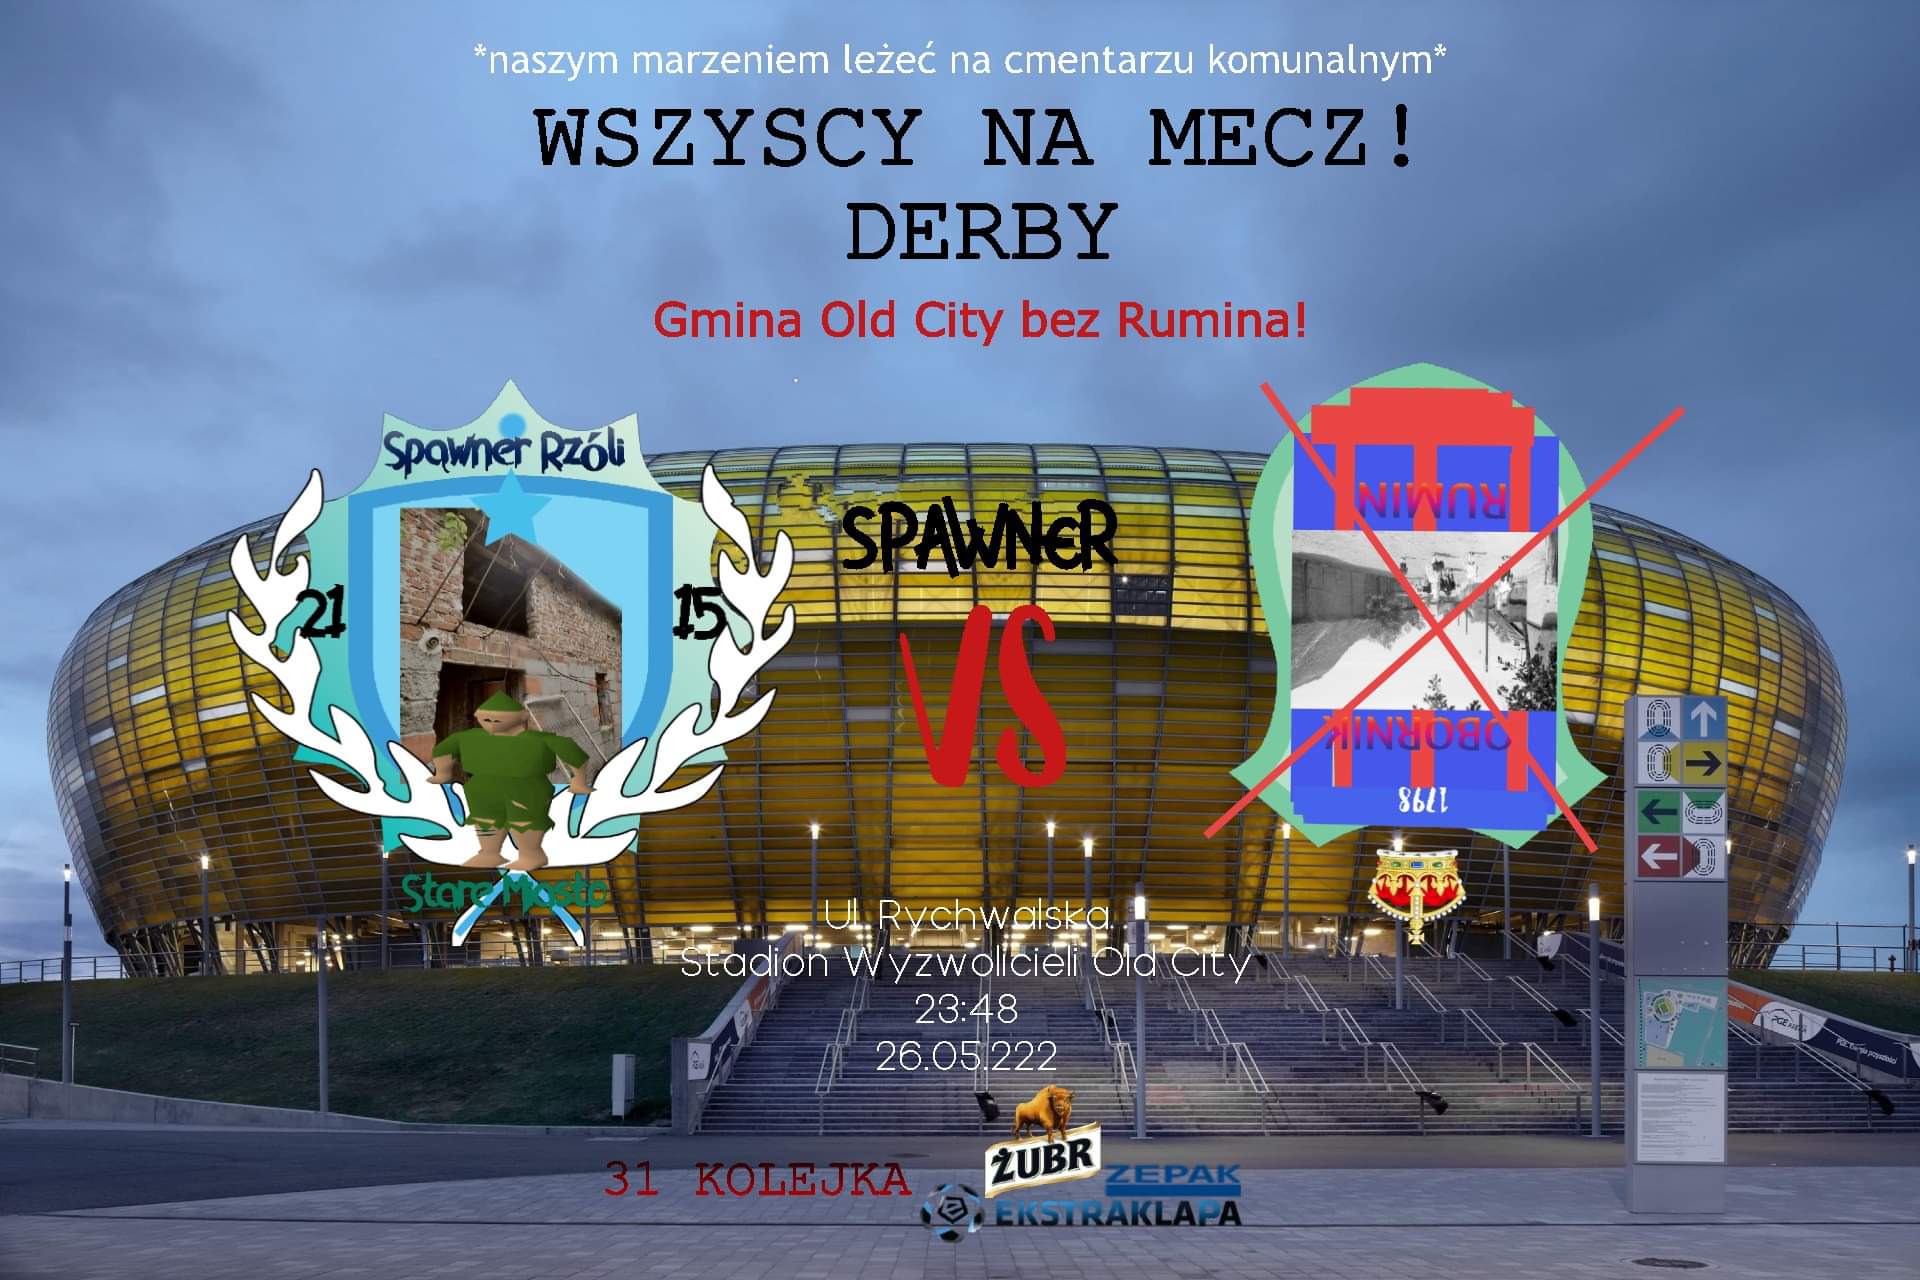 *naszym marzeniem leżeć na cmentarzu komunalnym*
WSZYSCY NA MECZ!
DERBY
Gmina Old City bez Rumina!
Spawner Rzóli
21
15
Stare Miasto
SPAWNER
VS
RUMIN
OBORNIK
1798
Ul. Rychwalska
Stadion Wyzwolicieli Old City
23:48
26.05.222
31 KOLEJKA
ŻUBR
ZEPAK
EKSTRAKLAPA
PGE ARENA